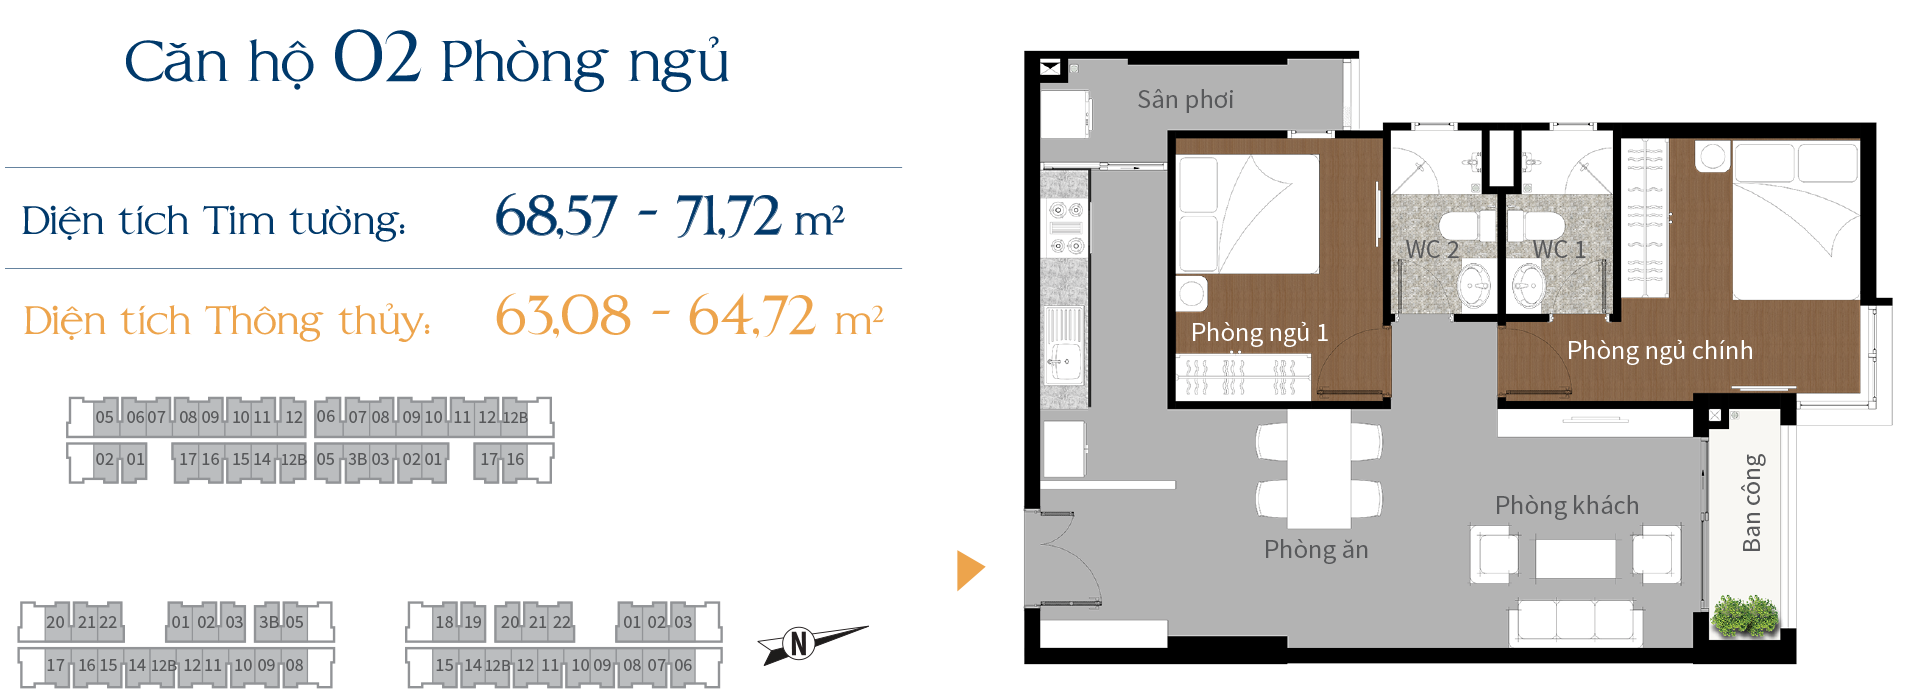 Căn hộ 02 Phòng ngủ
Diện tích Tim tường: 68,57 - 71,72 m²
Diện tích Thông thủy: 63,08 - 64,72 m²
05 06 07 08 09 10 11 12 06 07 08 09 10 11 12 12B
02 01 17 16 15 14 12B 05 3B 03 02 01 17 16
20 21 22 01 02 03 3B 05 18 19 20 21 22 01 02 03
17 16 15 14 12B 12 11 10 09 08 15 14 12B 12 11 10 09 08 07 06
N
Sân phơi
WC 2
WC 1
Phòng ngủ 1
Phòng ngủ chính
Phòng khách
Phòng ăn
Ban công